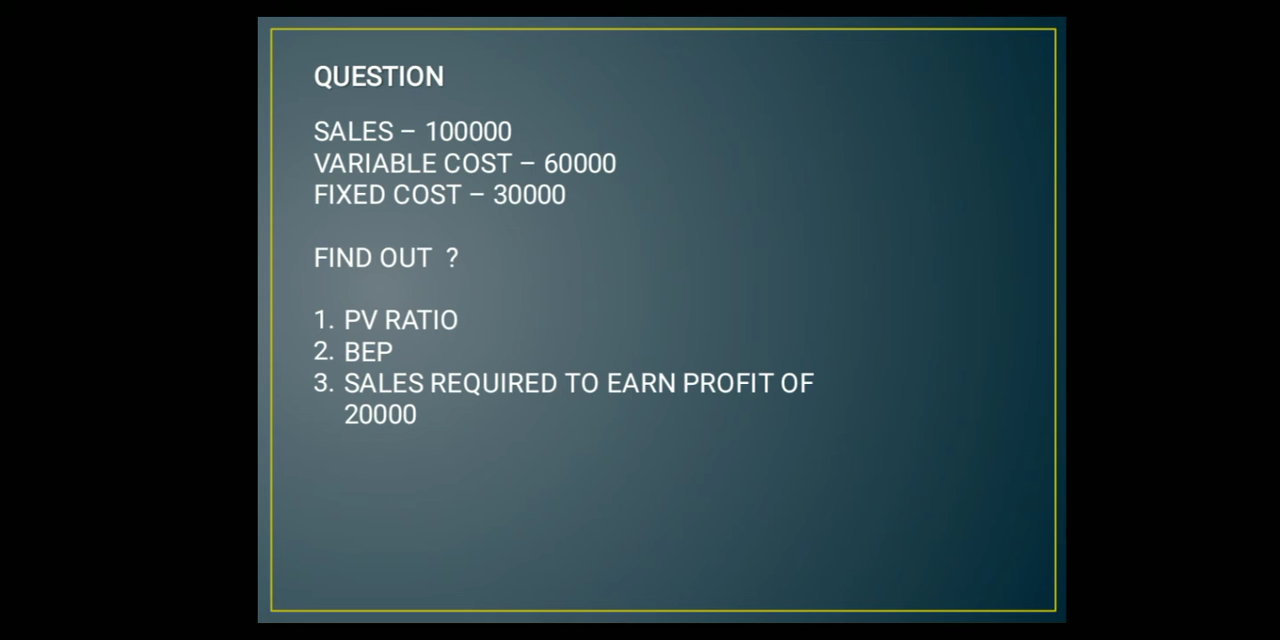 QUESTION
SALES – 100000
VARIABLE COST – 60000
FIXED COST – 30000
FIND OUT  ?
1. PV RATIO
2. BEP
3. SALES REQUIRED TO EARN PROFIT OF
20000